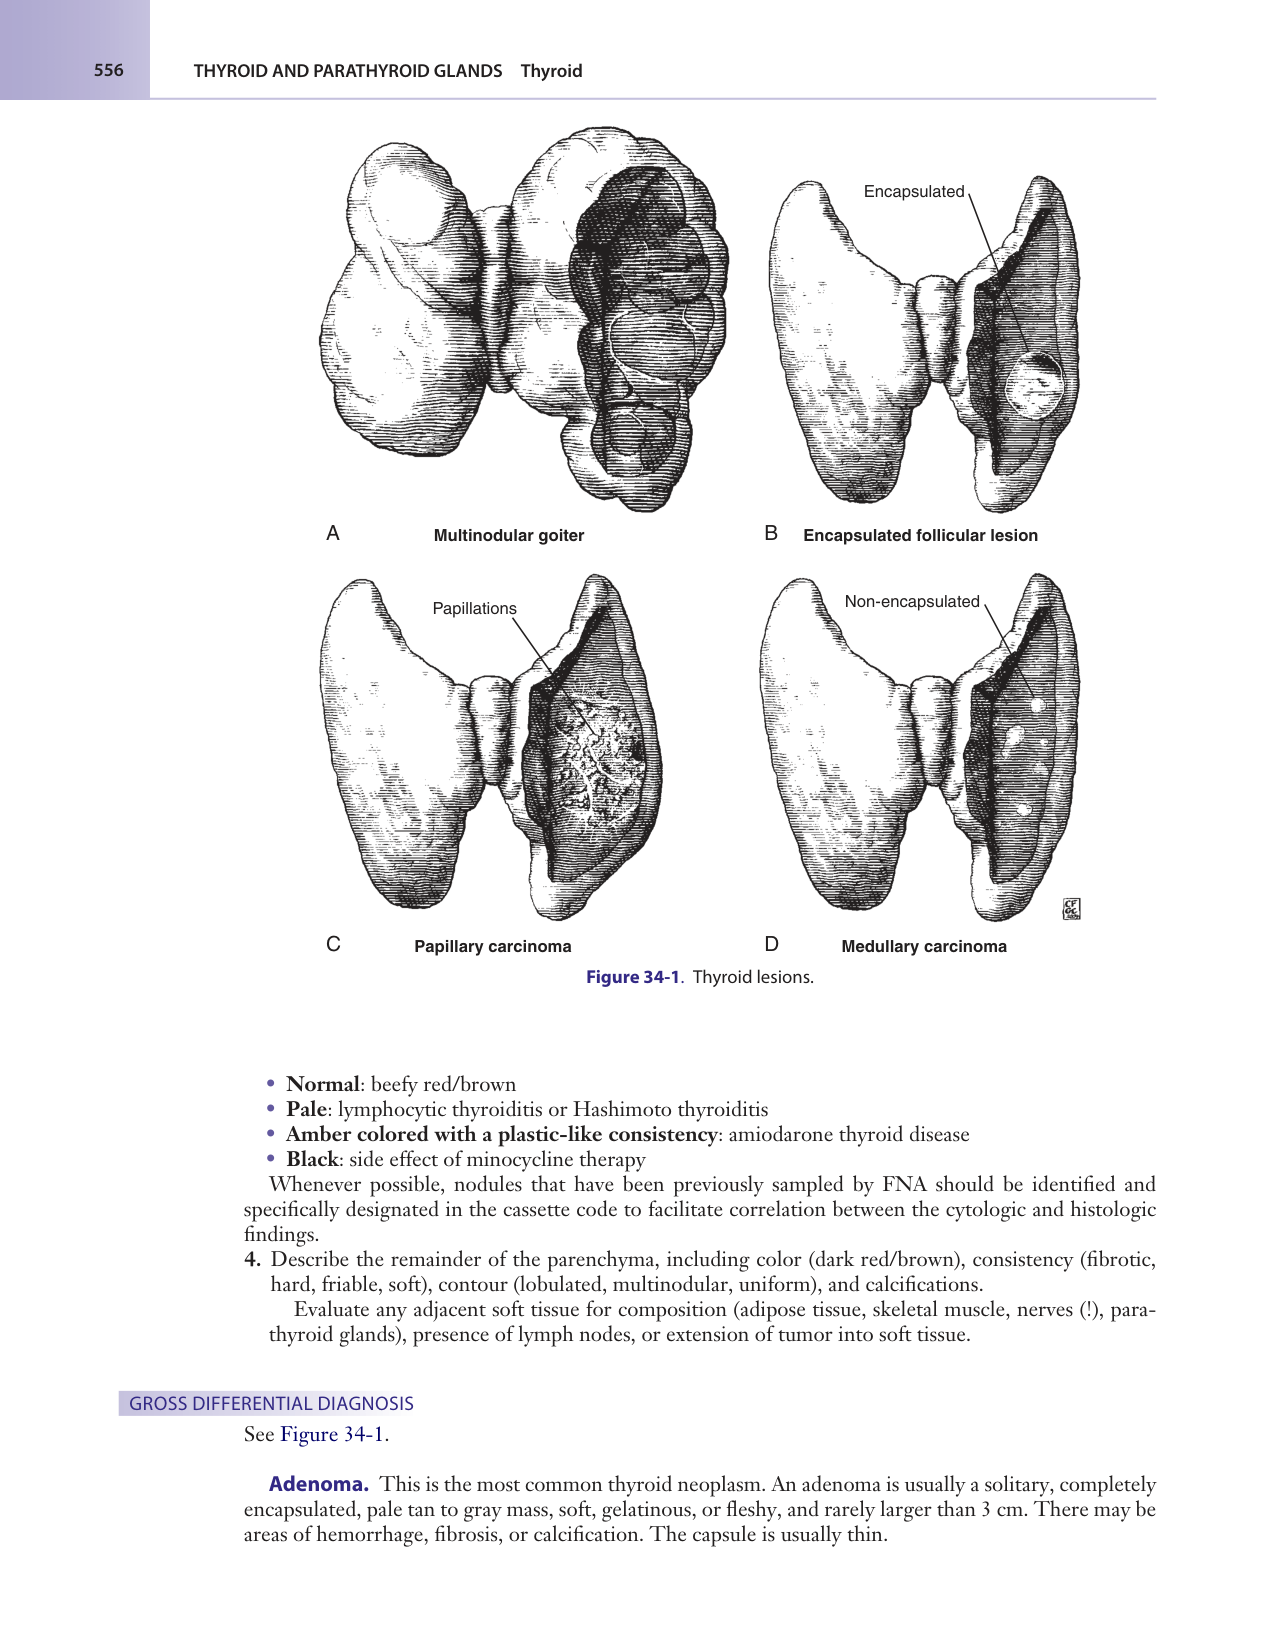 556
THYROID AND PARATHYROID GLANDS Thyroid
Encapsulated
A Multinodular goiter
B Encapsulated follicular lesion
Papillations
Non-encapsulated
C Papillary carcinoma
D Medullary carcinoma
Figure 34-1. Thyroid lesions.
• Normal: beefy red/brown
• Pale: lymphocytic thyroiditis or Hashimoto thyroiditis
• Amber colored with a plastic-like consistency: amiodarone thyroid disease
• Black: side effect of minocycline therapy
Whenever possible, nodules that have been previously sampled by FNA should be identified and
specifically designated in the cassette code to facilitate correlation between the cytologic and histologic
findings.
4. Describe the remainder of the parenchyma, including color (dark red/brown), consistency (fibrotic,
hard, friable, soft), contour (lobulated, multinodular, uniform), and calcifications.
Evaluate any adjacent soft tissue for composition (adipose tissue, skeletal muscle, nerves (!), para-
thyroid glands), presence of lymph nodes, or extension of tumor into soft tissue.
GROSS DIFFERENTIAL DIAGNOSIS
See Figure 34-1.
Adenoma. This is the most common thyroid neoplasm. An adenoma is usually a solitary, completely
encapsulated, pale tan to gray mass, soft, gelatinous, or fleshy, and rarely larger than 3 cm. There may be
areas of hemorrhage, fibrosis, or calcification. The capsule is usually thin.